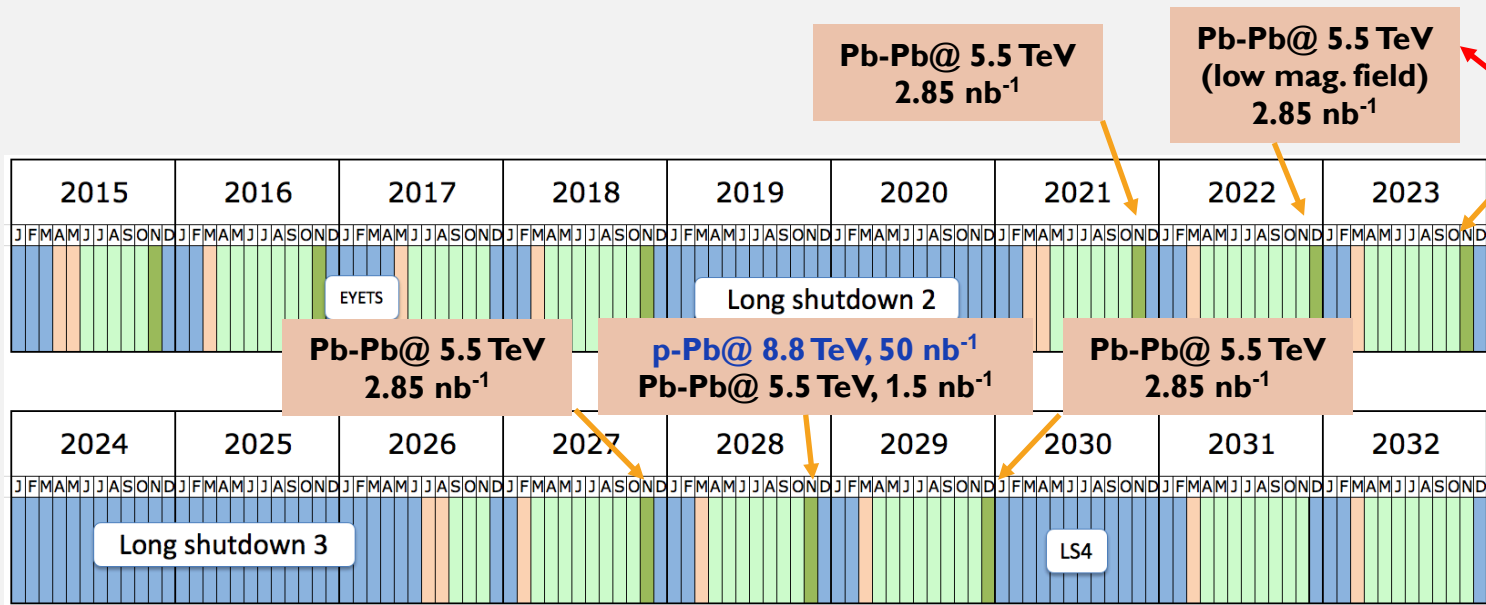 Pb-Pb@ 5.5 TeV
2.85 nb⁻¹
Pb-Pb@ 5.5 TeV
(low mag. field)
2.85 nb⁻¹
2015 2016 2017 2018 2019 2020 2021 2022 2023
JFMAMJJASONDJFMAMJJASONDJFMAMJJASONDJFMAMJJASONDJFMAMJJASONDJFMAMJJASONDJFMAMJJASONDJFMAMJJASONDJFMAMJJASOND
EYETS
Long shutdown 2
Pb-Pb@ 5.5 TeV
2.85 nb⁻¹
p-Pb@ 8.8 TeV, 50 nb⁻¹
Pb-Pb@ 5.5 TeV, 1.5 nb⁻¹
Pb-Pb@ 5.5 TeV
2.85 nb⁻¹
2024 2025 2026 2027 2028 2029 2030 2031 2032
JFMAMJJASONDJFMAMJJASONDJFMAMJJASONDJFMAMJJASONDJFMAMJJASONDJFMAMJJASONDJFMAMJJASONDJFMAMJJASONDJFMAMJJASOND
Long shutdown 3
LS4